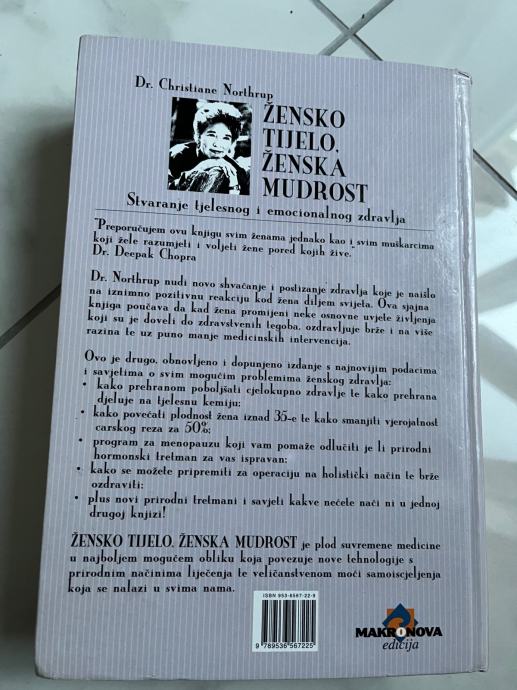 Dr. Christiane Northrup
ŽENSKO
TIJELO,
ŽENSKA
MUDROST
Stvaranje tjelesnog i emocionalnog zdravlja
"Preporučujem ovu knjigu svim ženama jednako kao i svim muškarcima
koji žele razumjeti i voljeti žene pored kojih žive."
Dr. Deepak Chopra
Dr. Northrup nudi novo shvaćanje i postizanje zdravlja koje je naišlo
na iznimno pozitivnu reakciju kod žena diljem svijeta. Ova sjajna
knjiga poučava da kad žena promijeni neke osnovne uvjete življenja
koji su je doveli do zdravstvenih tegoba, ozdravljuje brže i na više
razina te uz puno manje medicinskih intervencija.
Ovo je drugo, obnovljeno i dopunjeno izdanje s najnovijim podacima
i savjetima o svim mogućim problemima ženskog zdravlja:
• kako prehranom poboljšati cjelokupno zdravlje te kako prehrana
djeluje na tjelesnu kemiju;
• kako povećati plodnost žena iznad 35-e te kako smanjiti vjerojatnost
carskog reza za 50%;
• program za menopauzu koji vam pomaže odlučiti je li prirodni
hormonski tretman za vas ispravan;
• kako se možete pripremiti za operaciju na holistički način te brže
ozdraviti;
• plus novi prirodni tretmani i savjeti kakve nećete naći ni u jednoj
drugoj knjizi!
ŽENSKO TIJELO, ŽENSKA MUDROST je plod suvremene medicine
u najboljem mogućem obliku koja povezuje nove tehnologije s
prirodnim načinima liječenja te veličanstvenom moći samoiscjeljenja
koja se nalazi u svima nama.
ISBN 953-6567-22-9
9 789536 567225
MAKRONOVA
edicija